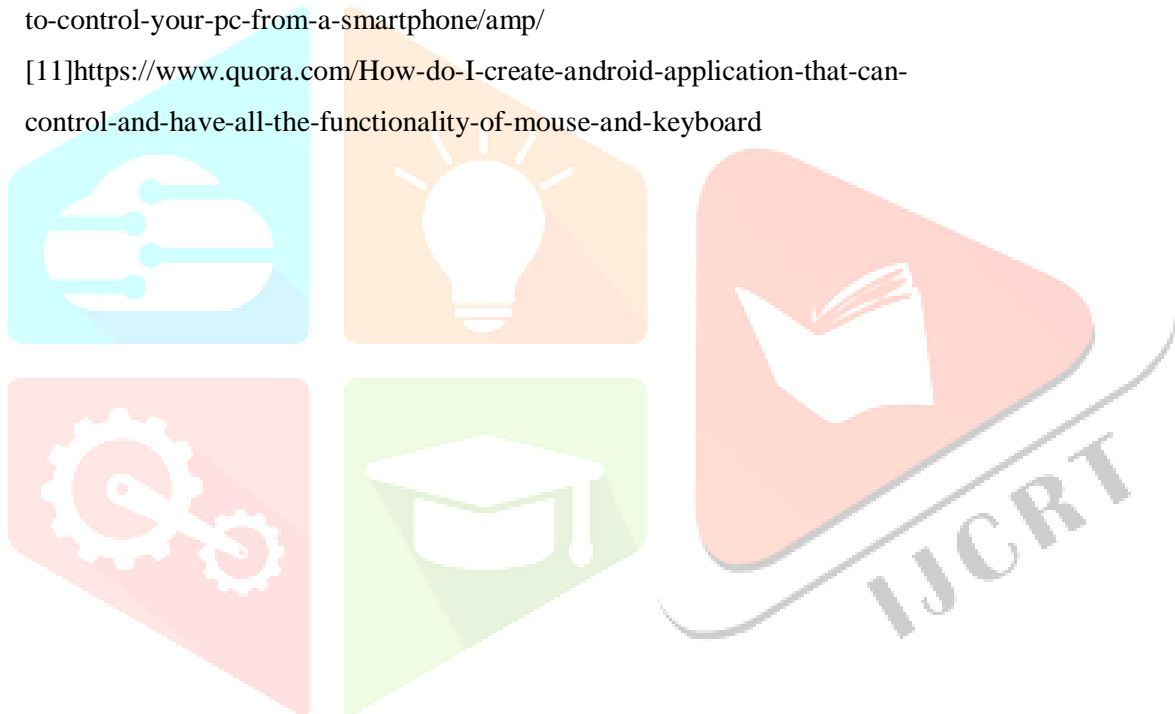 to-control-your-pc-from-a-smartphone/amp/
[11]https://www.quora.com/How-do-I-create-android-application-that-can-
control-and-have-all-the-functionality-of-mouse-and-keyboard
IJCRT